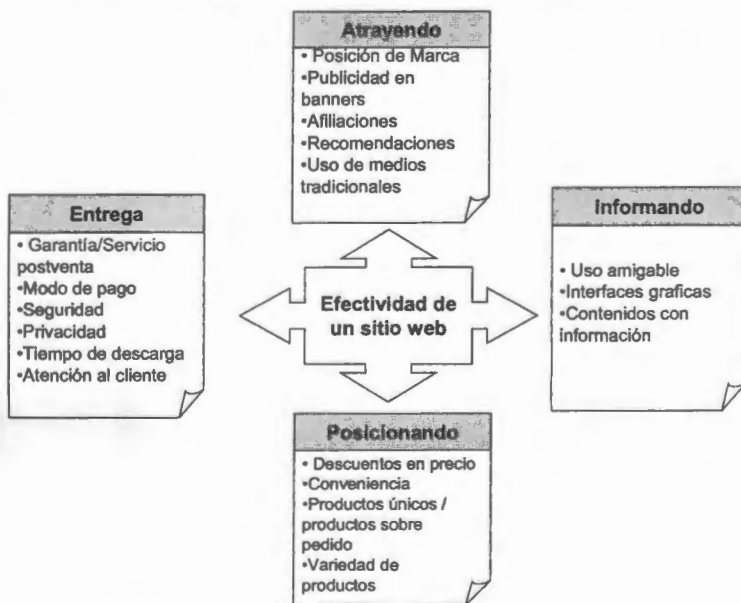 Atrayendo
• Posición de Marca
•Publicidad en
banners
•Afiliaciones
•Recomendaciones
•Uso de medios
tradicionales
Entrega
• Garantía/Servicio
postventa
•Modo de pago
•Seguridad
•Privacidad
•Tiempo de descarga
•Atención al cliente
Efectividad de
un sitio web
Informando
• Uso amigable
•Interfaces graficas
•Contenidos con
información
Posicionando
• Descuentos en precio
•Conveniencia
•Productos únicos /
productos sobre
pedido
•Variedad de
productos